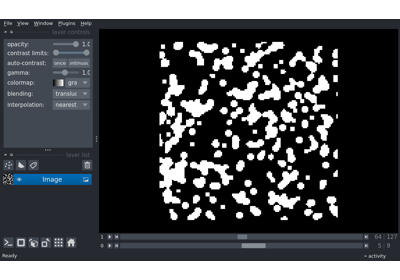 File View Window Plugins Help
layer controls
opacity: 1.0
contrast limits:
auto-contrast: once
gamma: 1.0
colormap: gra
blending: translu
interpolation: nearest
layer list
Image
1 64 127
0 5 9
Ready activity